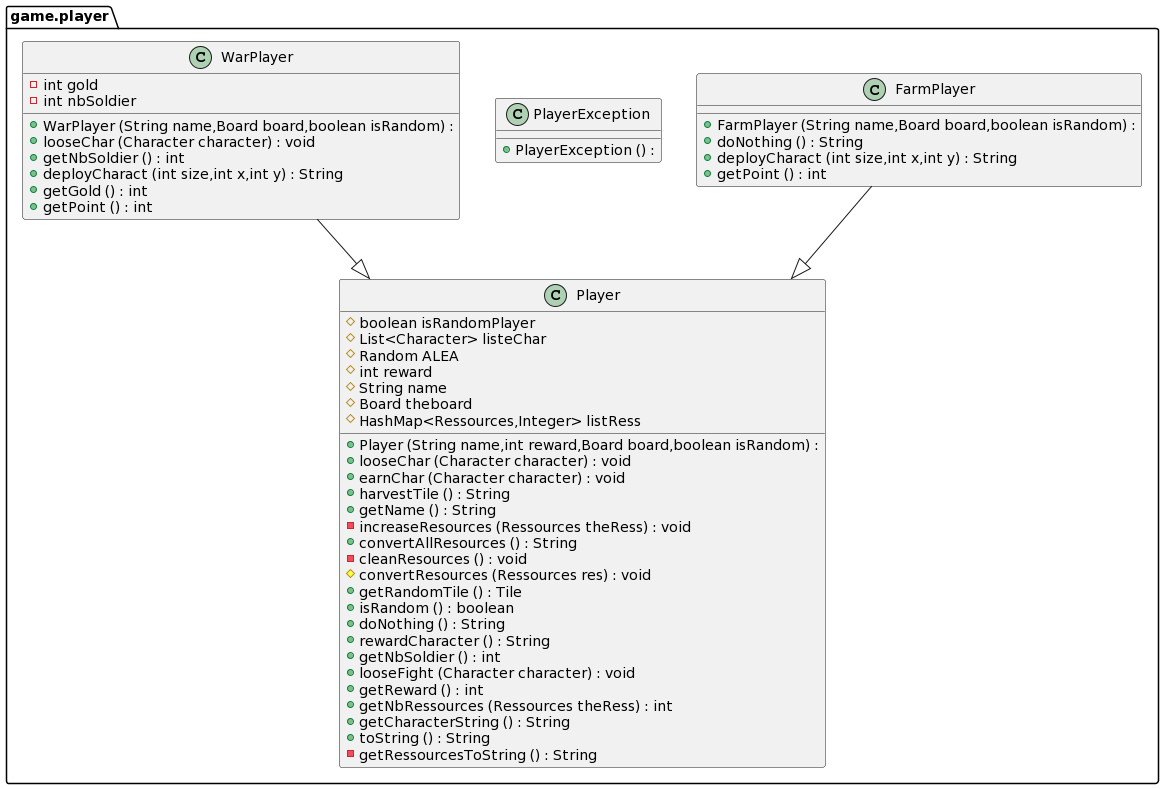 game.player
C WarPlayer
int gold
int nbSoldier
WarPlayer (String name,Board board,boolean isRandom) :
looseChar (Character character) : void
getNbSoldier () : int
deployCharact (int size,int x,int y) : String
getGold () : int
getPoint () : int
C PlayerException
PlayerException () :
C FarmPlayer
FarmPlayer (String name,Board board,boolean isRandom) :
doNothing () : String
deployCharact (int size,int x,int y) : String
getPoint () : int
C Player
boolean isRandomPlayer
List<Character> listeChar
Random ALEA
int reward
String name
Board theboard
HashMap<Ressources,Integer> listRess
Player (String name,int reward,Board board,boolean isRandom) :
looseChar (Character character) : void
earnChar (Character character) : void
harvestTile () : String
getName () : String
increaseResources (Ressources theRess) : void
convertAllResources () : String
cleanResources () : void
convertResources (Ressources res) : void
getRandomTile () : Tile
isRandom () : boolean
doNothing () : String
rewardCharacter () : String
getNbSoldier () : int
looseFight (Character character) : void
getReward () : int
getNbRessources (Ressources theRess) : int
getCharacterString () : String
toString () : String
getRessourcesToString () : String